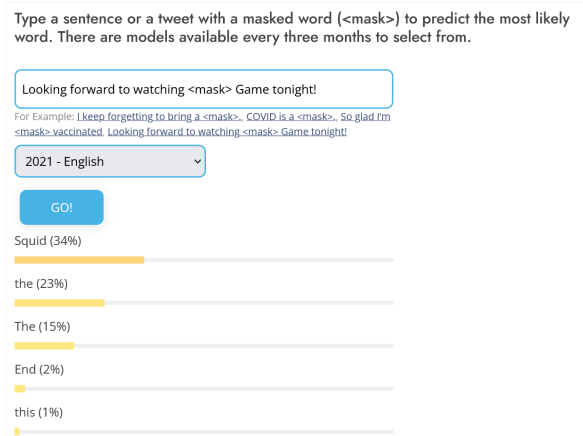 Type a sentence or a tweet with a masked word (<mask>) to predict the most likely
word. There are models available every three months to select from.
Looking forward to watching <mask> Game tonight!
For Example: I keep forgetting to bring a <mask>., COVID is a <mask>., So glad I'm
<mask> vaccinated, Looking forward to watching <mask> Game tonight!
2021 - English
GO!
Squid (34%)
the (23%)
The (15%)
End (2%)
this (1%)